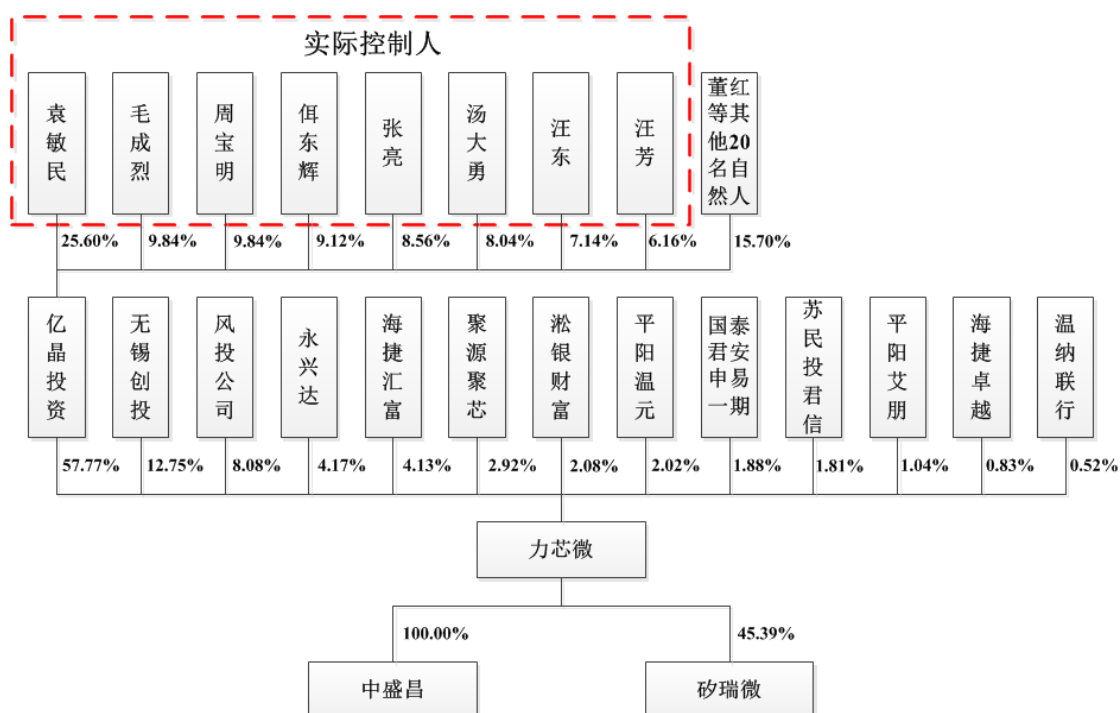 实际控制人
袁敏民
毛成烈
周宝明
佴东辉
张亮
汤大勇
汪东
汪芳
董红等其他20名自然人
25.60%
9.84%
9.84%
9.12%
8.56%
8.04%
7.14%
6.16%
15.70%
亿晶投资
无锡创投
风投公司
永兴达
海捷汇富
聚源聚芯
淞银财富
平阳温元
国泰君安申易一期
苏民投君信
平阳艾朋
海捷卓越
温纳联行
57.77%
12.75%
8.08%
4.17%
4.13%
2.92%
2.08%
2.02%
1.88%
1.81%
1.04%
0.83%
0.52%
力芯微
100.00%
45.39%
中盛昌
矽瑞微